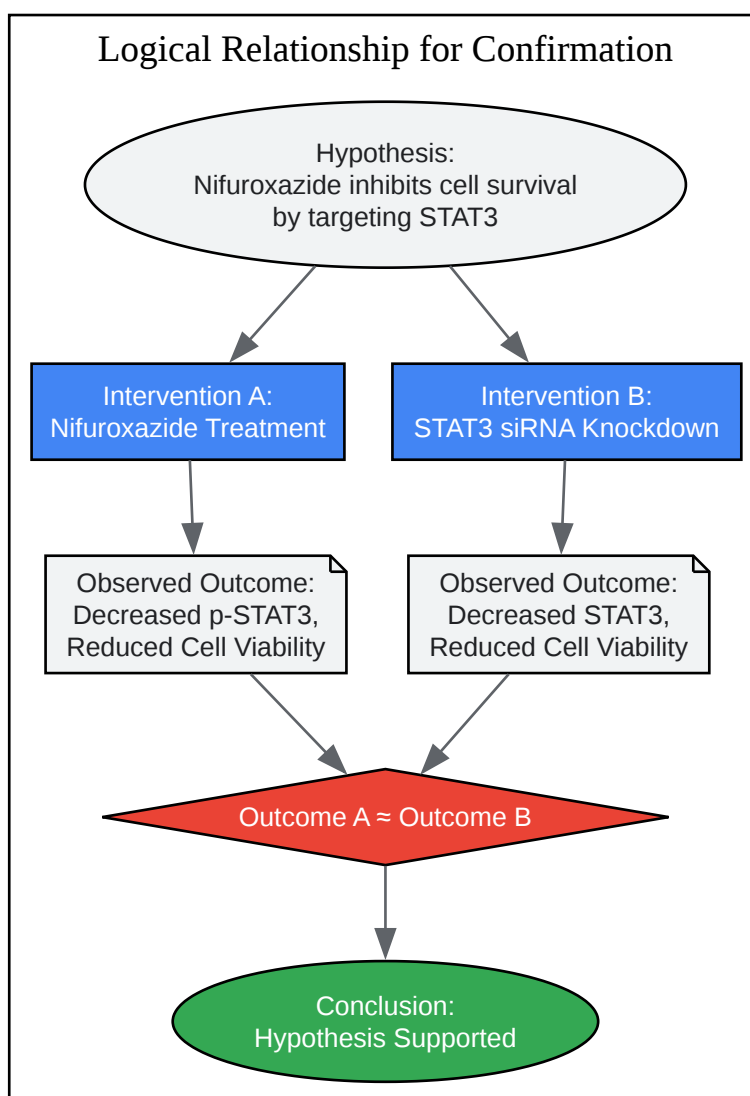 Logical Relationship for Confirmation
Hypothesis:
Nifuroxazide inhibits cell survival
by targeting STAT3
Intervention A:
Nifuroxazide Treatment
Intervention B:
STAT3 siRNA Knockdown
Observed Outcome:
Decreased p-STAT3,
Reduced Cell Viability
Observed Outcome:
Decreased STAT3,
Reduced Cell Viability
Outcome A ≈ Outcome B
Conclusion:
Hypothesis Supported